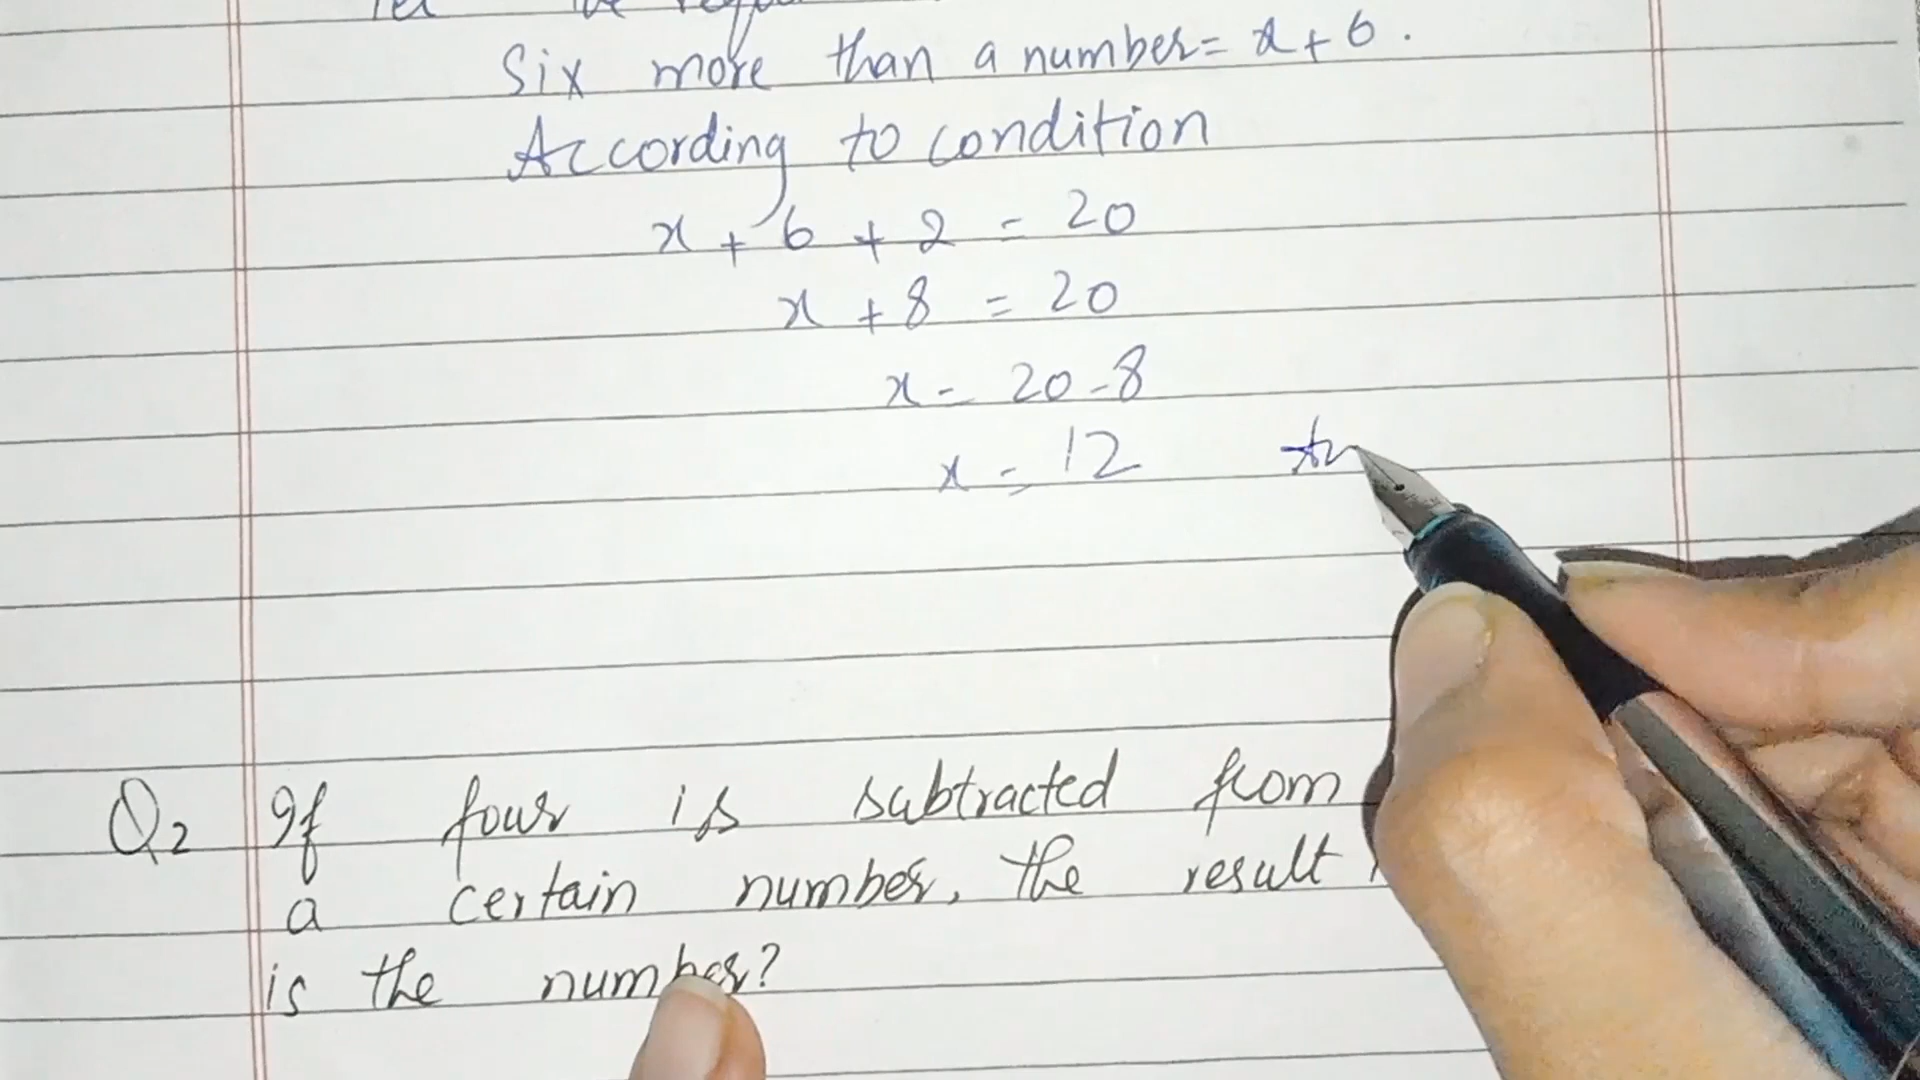 Six more than a number = x + 6.
According to condition
x + 6 + 2 = 20
x + 8 = 20
x = 20 - 8
x = 12
Q2 If four is subtracted from
a certain number, the result
is the number?